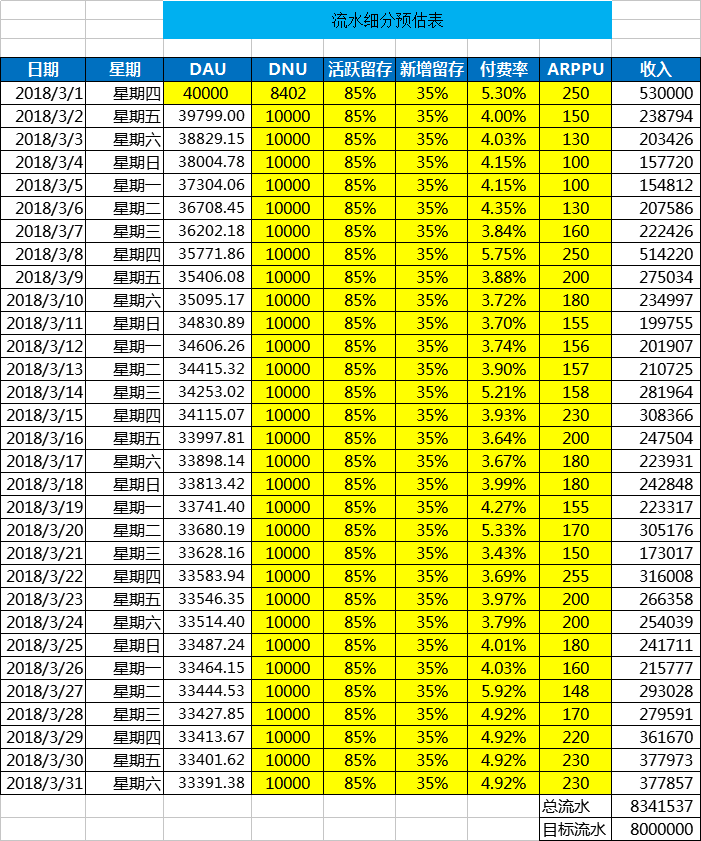 流水细分预估表
日期 星期 DAU DNU 活跃留存 新增留存 付费率 ARPPU 收入
2018/3/1 星期四 40000 8402 85% 35% 5.30% 250 530000
2018/3/2 星期五 39799.00 10000 85% 35% 4.00% 150 238794
2018/3/3 星期六 38829.15 10000 85% 35% 4.03% 130 203426
2018/3/4 星期日 38004.78 10000 85% 35% 4.15% 100 157720
2018/3/5 星期一 37304.06 10000 85% 35% 4.15% 100 154812
2018/3/6 星期二 36708.45 10000 85% 35% 4.35% 130 207586
2018/3/7 星期三 36202.18 10000 85% 35% 3.84% 160 222426
2018/3/8 星期四 35771.86 10000 85% 35% 5.75% 250 514220
2018/3/9 星期五 35406.08 10000 85% 35% 3.88% 200 275034
2018/3/10 星期六 35095.17 10000 85% 35% 3.72% 180 234997
2018/3/11 星期日 34830.89 10000 85% 35% 3.70% 155 199755
2018/3/12 星期一 34606.26 10000 85% 35% 3.74% 156 201907
2018/3/13 星期二 34415.32 10000 85% 35% 3.90% 157 210725
2018/3/14 星期三 34253.02 10000 85% 35% 5.21% 158 281964
2018/3/15 星期四 34115.07 10000 85% 35% 3.93% 230 308366
2018/3/16 星期五 33997.81 10000 85% 35% 3.64% 200 247504
2018/3/17 星期六 33898.14 10000 85% 35% 3.67% 180 223931
2018/3/18 星期日 33813.42 10000 85% 35% 3.99% 180 242848
2018/3/19 星期一 33741.40 10000 85% 35% 4.27% 155 223317
2018/3/20 星期二 33680.19 10000 85% 35% 5.33% 170 305176
2018/3/21 星期三 33628.16 10000 85% 35% 3.43% 150 173017
2018/3/22 星期四 33583.94 10000 85% 35% 3.69% 255 316008
2018/3/23 星期五 33546.35 10000 85% 35% 3.97% 200 266358
2018/3/24 星期六 33514.40 10000 85% 35% 3.79% 200 254039
2018/3/25 星期日 33487.24 10000 85% 35% 4.01% 180 241711
2018/3/26 星期一 33464.15 10000 85% 35% 4.03% 160 215777
2018/3/27 星期二 33444.53 10000 85% 35% 5.92% 148 293028
2018/3/28 星期三 33427.85 10000 85% 35% 4.92% 170 279591
2018/3/29 星期四 33413.67 10000 85% 35% 4.92% 220 361670
2018/3/30 星期五 33401.62 10000 85% 35% 4.92% 230 377973
2018/3/31 星期六 33391.38 10000 85% 35% 4.92% 230 377857
总流水 8341537
目标流水 8000000